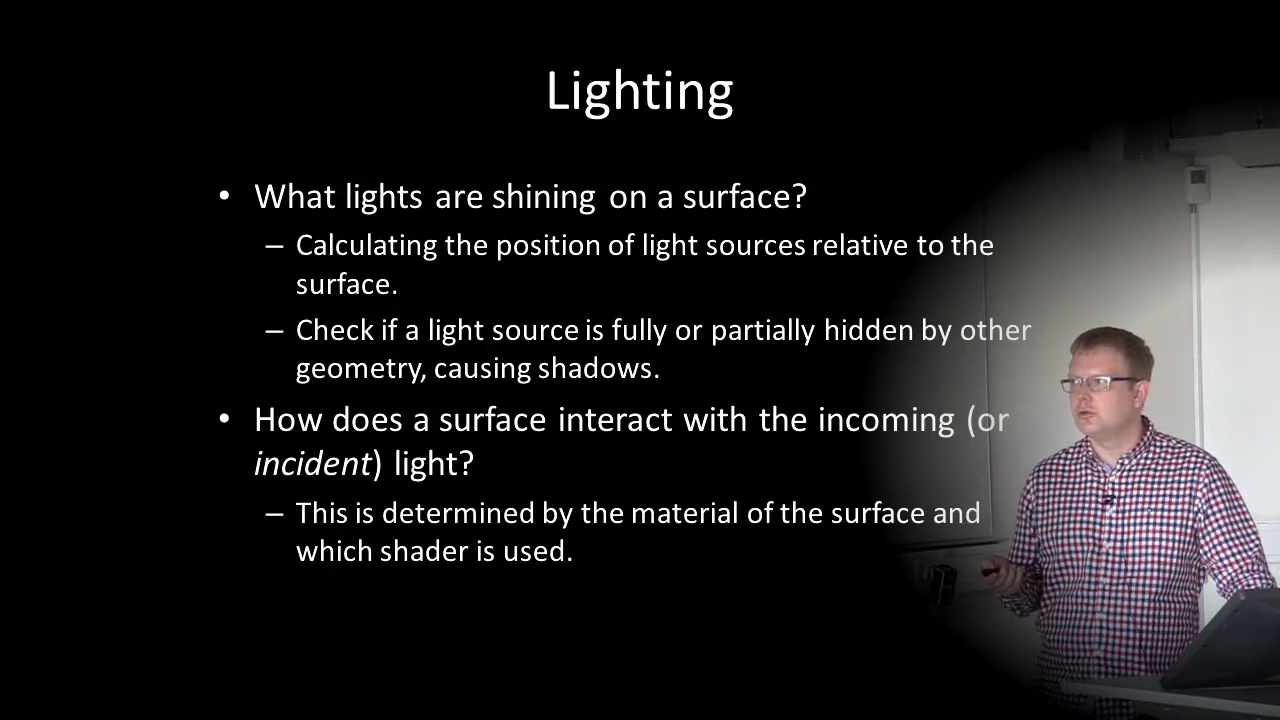 Lighting
• What lights are shining on a surface?
– Calculating the position of light sources relative to the
surface.
– Check if a light source is fully or partially hidden by other
geometry, causing shadows.
• How does a surface interact with the incoming (or
incident) light?
– This is determined by the material of the surface and
which shader is used.